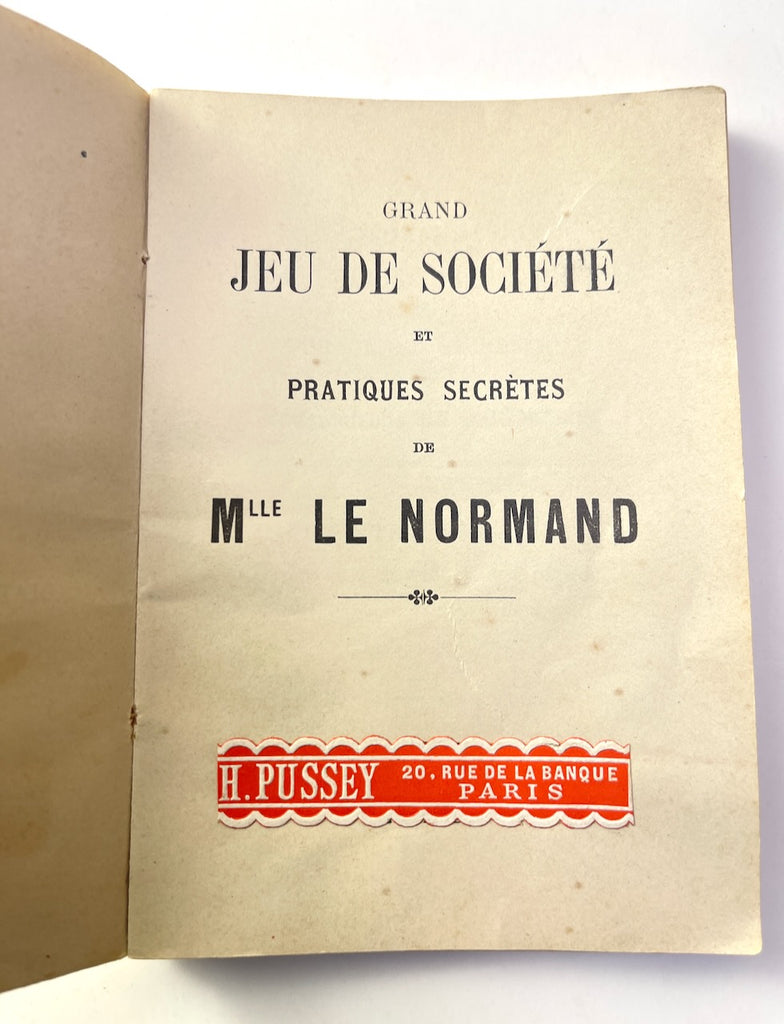 GRAND
JEU DE SOCIÉTÉ
ET
PRATIQUES SECRÈTES
DE
MLLE LE NORMAND
H. PUSSEY 20, RUE DE LA BANQUE
PARIS